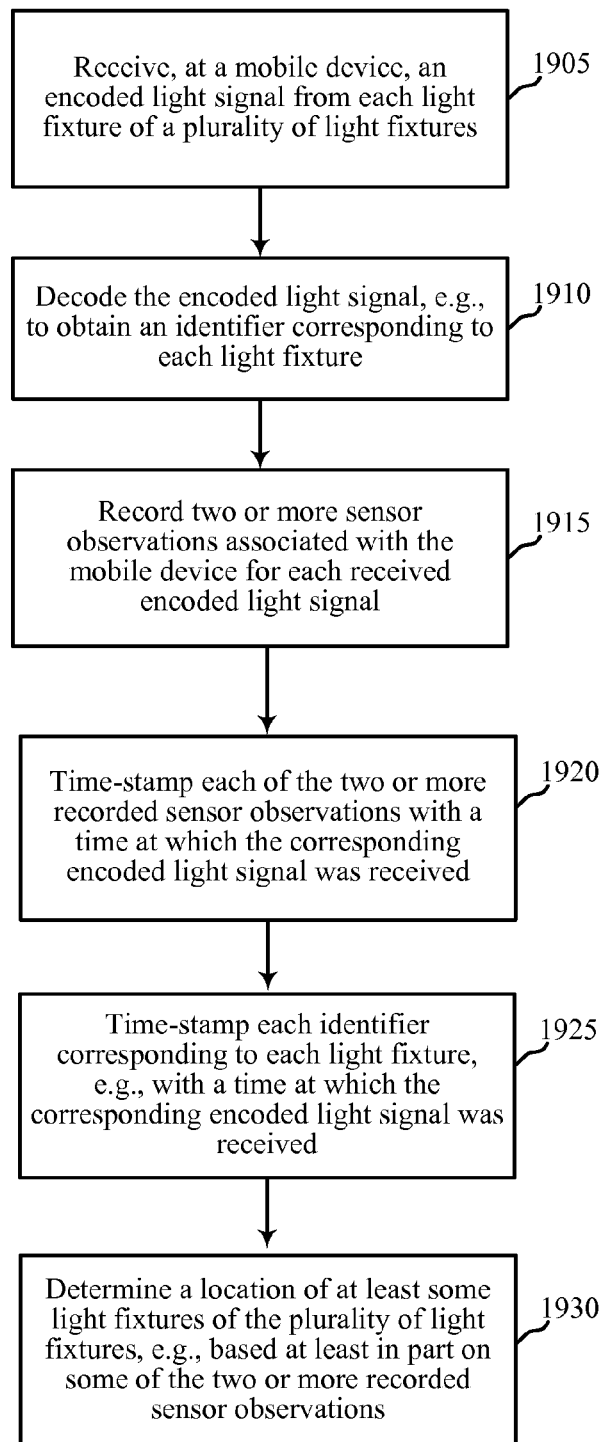 Receive, at a mobile device, an
encoded light signal from each light
fixture of a plurality of light fixtures
1905
Decode the encoded light signal, e.g.,
to obtain an identifier corresponding to
each light fixture
1910
Record two or more sensor
observations associated with the
mobile device for each received
encoded light signal
1915
Time-stamp each of the two or more
recorded sensor observations with a
time at which the corresponding
encoded light signal was received
1920
Time-stamp each identifier
corresponding to each light fixture,
e.g., with a time at which the
corresponding encoded light signal was
received
1925
Determine a location of at least some
light fixtures of the plurality of light
fixtures, e.g., based at least in part on
some of the two or more recorded
sensor observations
1930